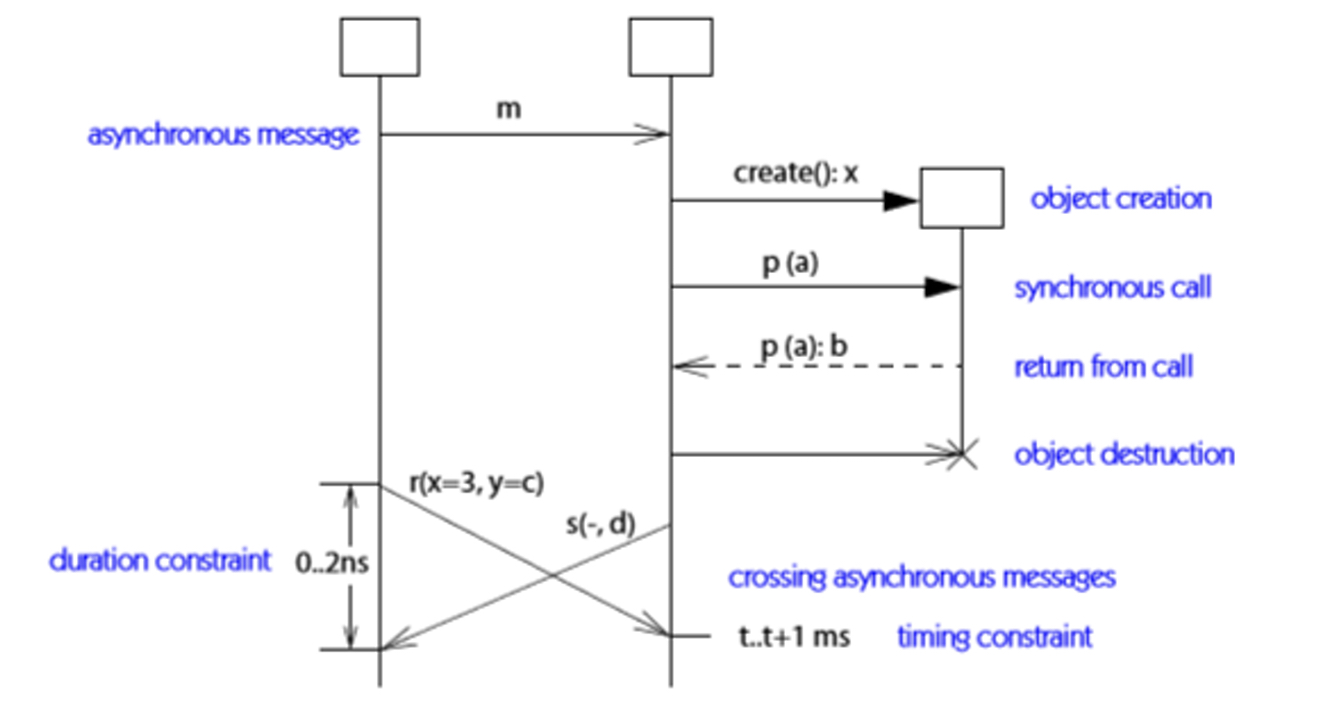 m
asynchronous message
create(): x
object creation
p (a)
synchronous call
p (a): b
return from call
object destruction
r(x=3, y=c)
s(-, d)
duration constraint 0..2ns
crossing asynchronous messages
t..t+1 ms timing constraint